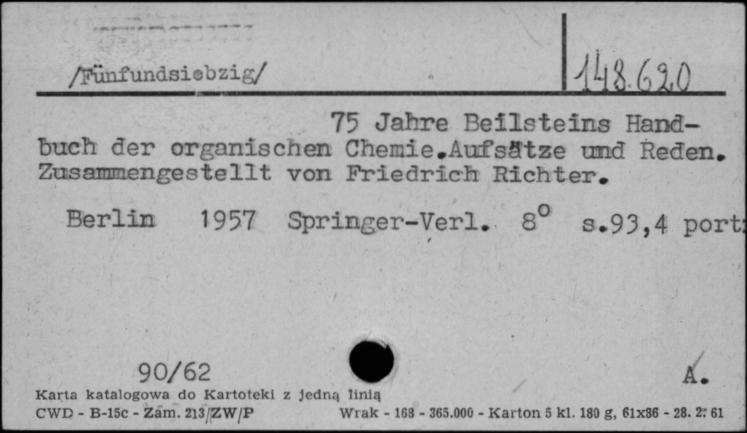 /Fünfundsiebzig/
148.620
75 Jahre Beilsteins Hand-
buch der organischen Chemie.Aufsätze und Reden.
Zusammengestellt von Friedrich Richter.
Berlin 1957 Springer-Verl. 8° s.93,4 port
90/62
A.
Karta katalogowa do Kartoteki z jedną linią
CWD - B-15c - Zam. 213/ZW/P Wrak - 168 - 365.000 - Karton 5 kl. 180 g, 61x86 - 28. 2. 61